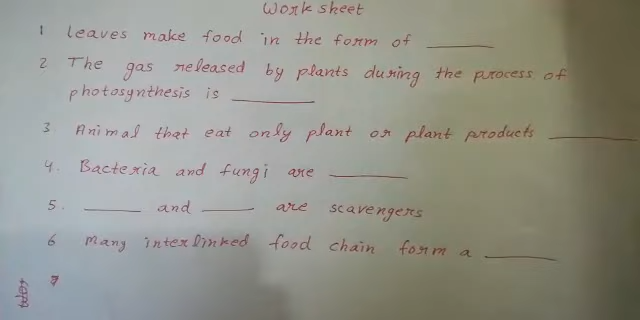 Work sheet
1 Leaves make food in the form of ______
2 The gas released by plants during the process of
photosynthesis is ______
3 Animal that eat only plant or plant products ______
4. Bacteria and fungi are ______
5. ______ and ______ are scavengers
6 Many interlinked food chain form a ______
7